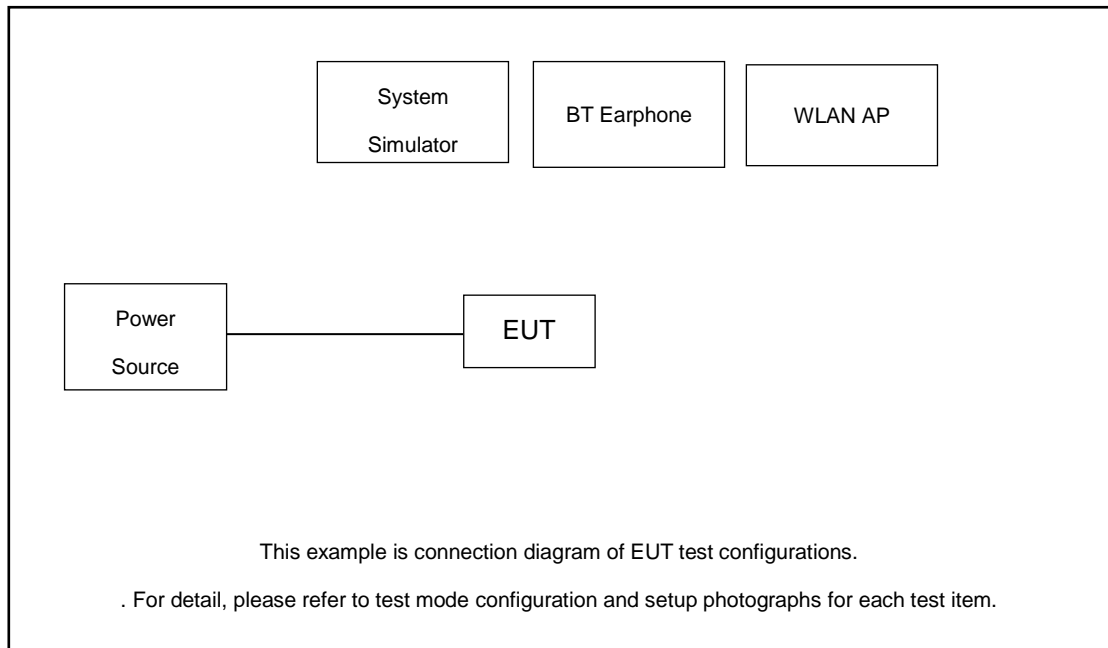 System
Simulator
BT Earphone
WLAN AP
Power
Source
EUT
This example is connection diagram of EUT test configurations.
. For detail, please refer to test mode configuration and setup photographs for each test item.